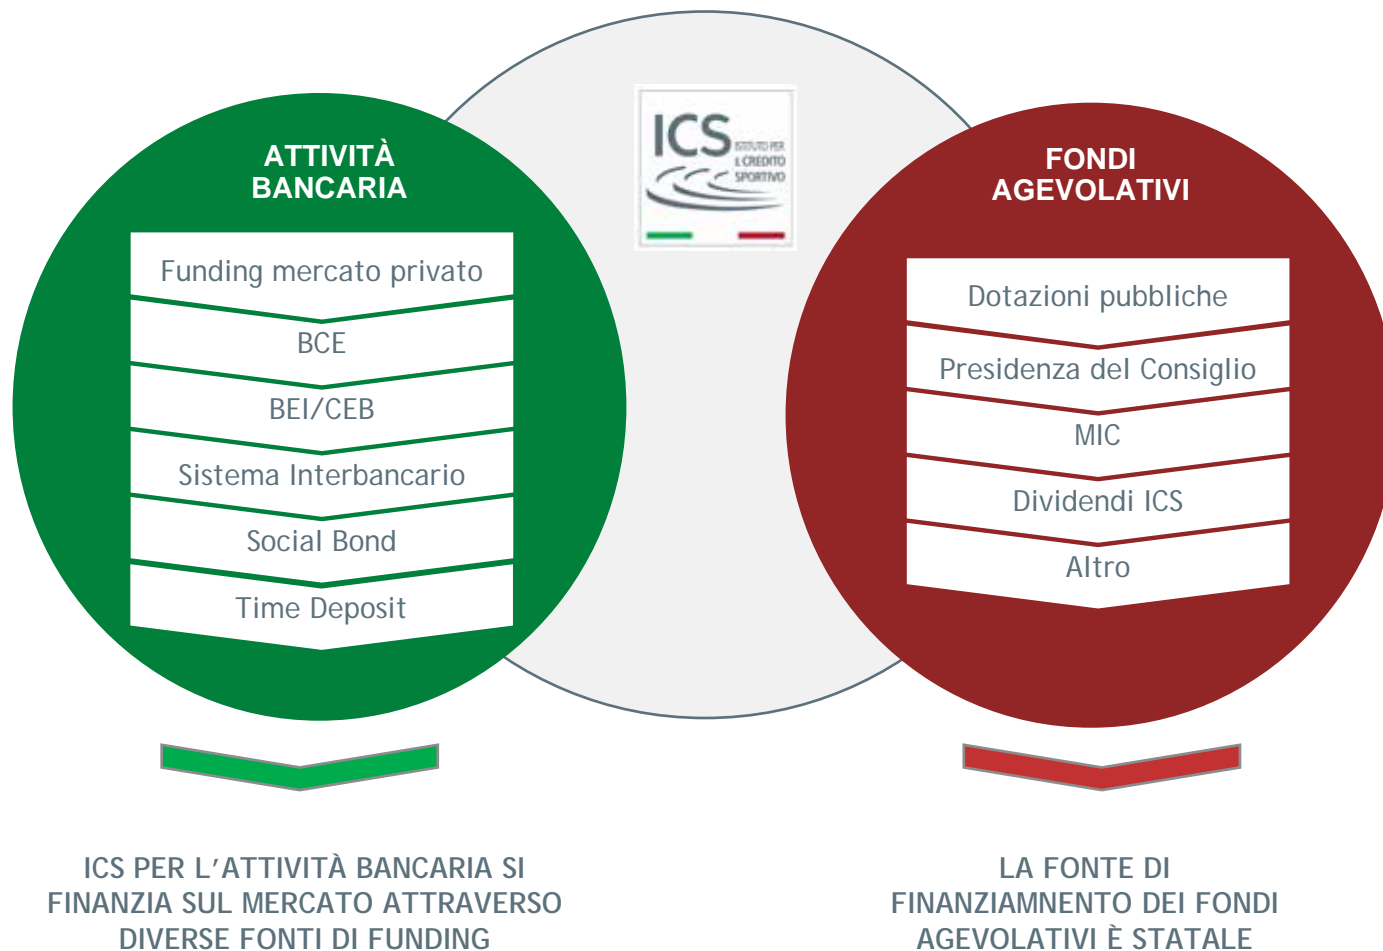 ICS
ISTITUTO PER
IL CREDITO
SPORTIVO
ATTIVITÀ
BANCARIA
Funding mercato privato
BCE
BEI/CEB
Sistema Interbancario
Social Bond
Time Deposit
FONDI
AGEVOLATIVI
Dotazioni pubbliche
Presidenza del Consiglio
MIC
Dividendi ICS
Altro
ICS PER L'ATTIVITÀ BANCARIA SI
FINANZIA SUL MERCATO ATTRAVERSO
DIVERSE FONTI DI FUNDING
LA FONTE DI
FINANZIAMNENTO DEI FONDI
AGEVOLATIVI È STATALE